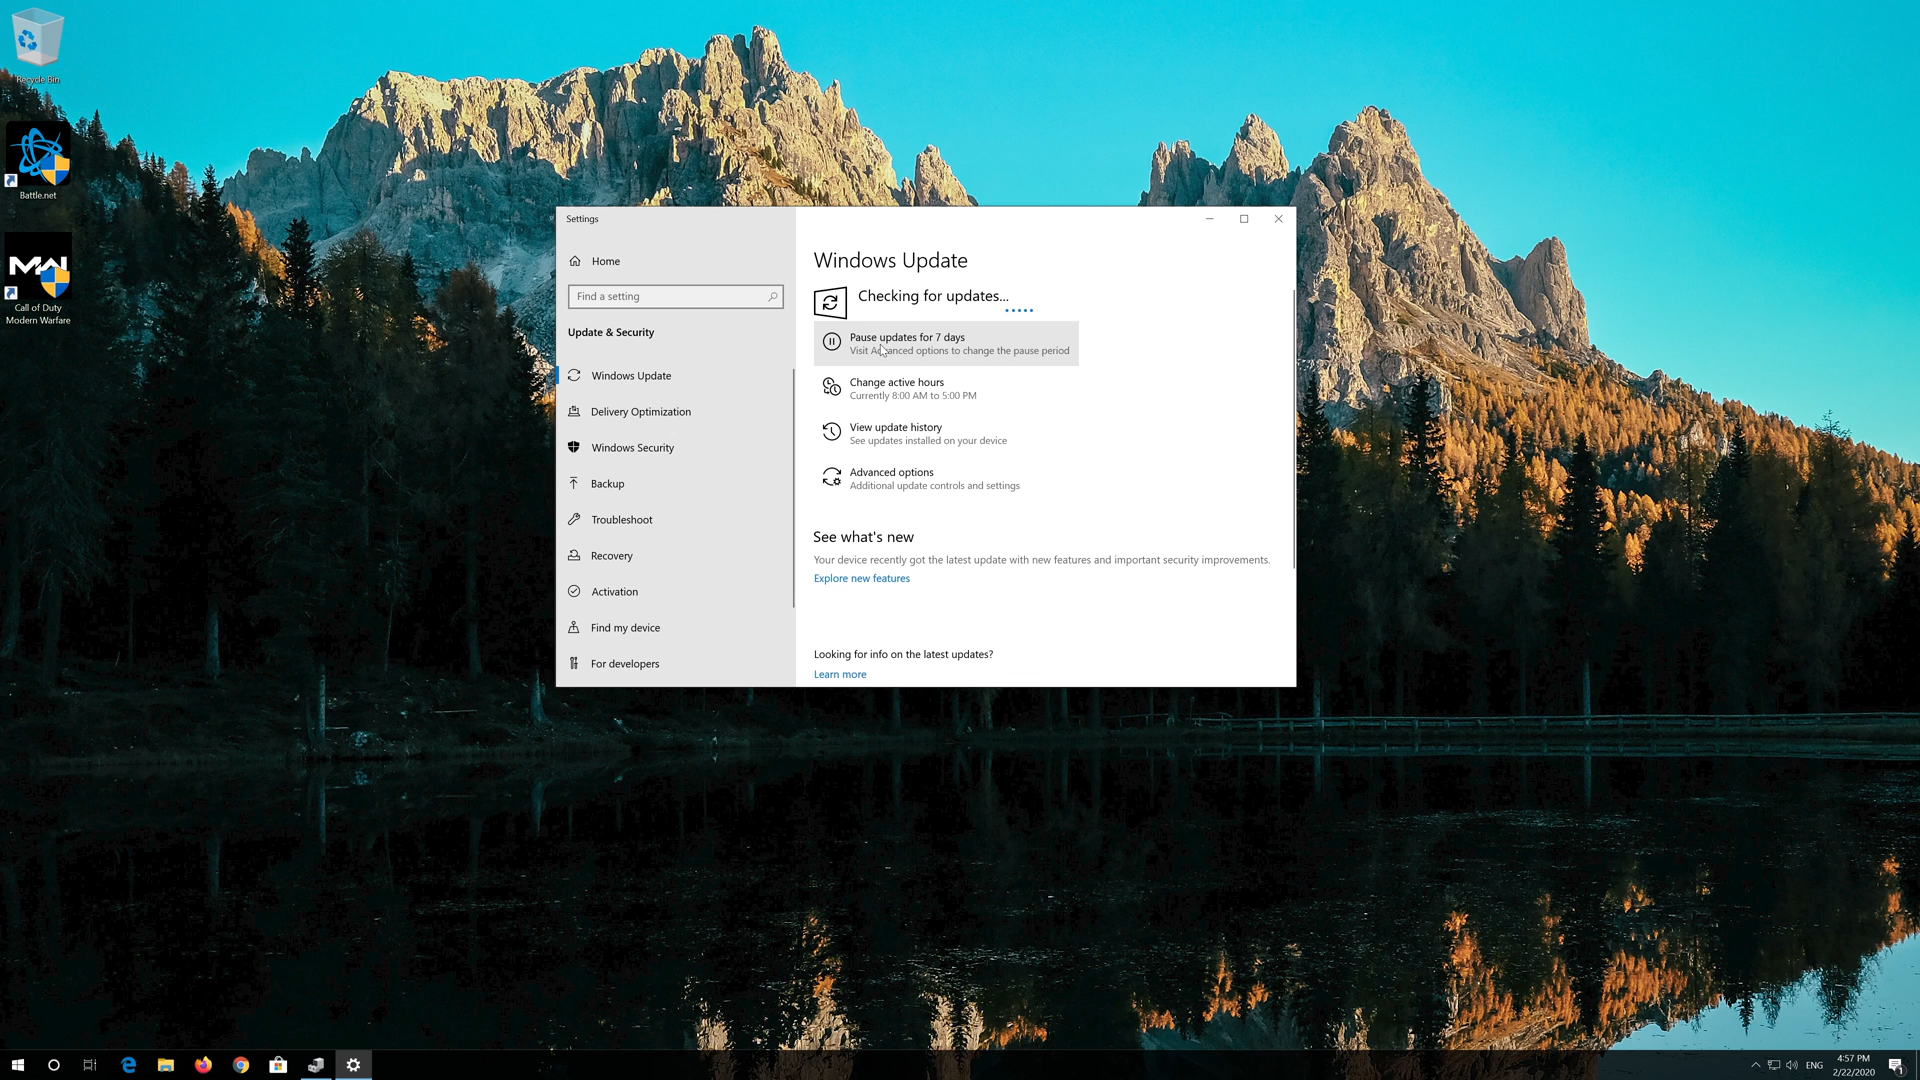 Recycle Bin
Battle.net
MW
Call of Duty
Modern Warfare
Settings
Home
Find a setting
Update & Security
Windows Update
Delivery Optimization
Windows Security
Backup
Troubleshoot
Recovery
Activation
Find my device
For developers
Windows Update
Checking for updates...
Pause updates for 7 days
Visit Advanced options to change the pause period
Change active hours
Currently 8:00 AM to 5:00 PM
View update history
See updates installed on your device
Advanced options
Additional update controls and settings
See what's new
Your device recently got the latest update with new features and important security improvements.
Explore new features
Looking for info on the latest updates?
Learn more
ENG
4:57 PM
2/22/2020
1